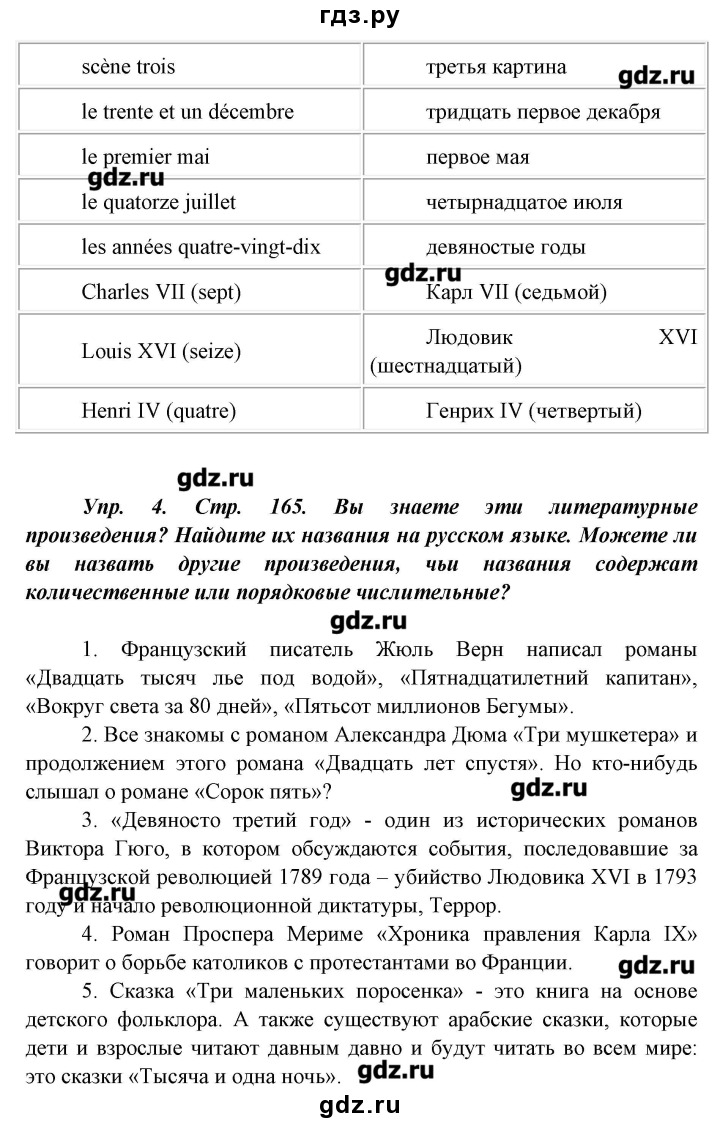 гдз.ру
scène trois третья картина
gdz.ru
le trente et un décembre тридцать первое декабря
le premier mai первое мая
gdz.ru
le quatorze juillet четырнадцатое июля
les années quatre-vingt-dix девяностые годы
gdz.ru
Charles VII (sept) Карл VII (седьмой)
Louis XVI (seize) Людовик XVI
(шестнадцатый)
Henri IV (quatre) Генрих IV (четвертый)
gdz.ru
Упр. 4. Стр. 165. Вы знаете эти литературные
произведения? Найдите их названия на русском языке. Можете ли
вы назвать другие произведения, чьи названия содержат
количественные или порядковые числительные?
gdz.ru
1. Французский писатель Жюль Верн написал романы
«Двадцать тысяч лье под водой», «Пятнадцатилетний капитан»,
«Вокруг света за 80 дней», «Пятьсот миллионов Бегумы».
2. Все знакомы с романом Александра Дюма «Три мушкетера» и
продолжением этого романа «Двадцать лет спустя». Но кто-нибудь
слышал о романе «Сорок пять»?
gdz.ru
3. «Девяносто третий год» - один из исторических романов
Виктора Гюго, в котором обсуждаются события, последовавшие за
Французской революцией 1789 года – убийство Людовика XVI в 1793
gdz.ru
году и начало революционной диктатуры, Террор.
4. Роман Проспера Мериме «Хроника правления Карла IX»
говорит о борьбе католиков с протестантами во Франции.
gdz.ru
5. Сказка «Три маленьких поросенка» - это книга на основе
детского фольклора. А также существуют арабские сказки, которые
дети и взрослые читают давным давно и будут читать во всем мире:
это сказки «Тысяча и одна ночь».
gdz.ru
gdz.ru